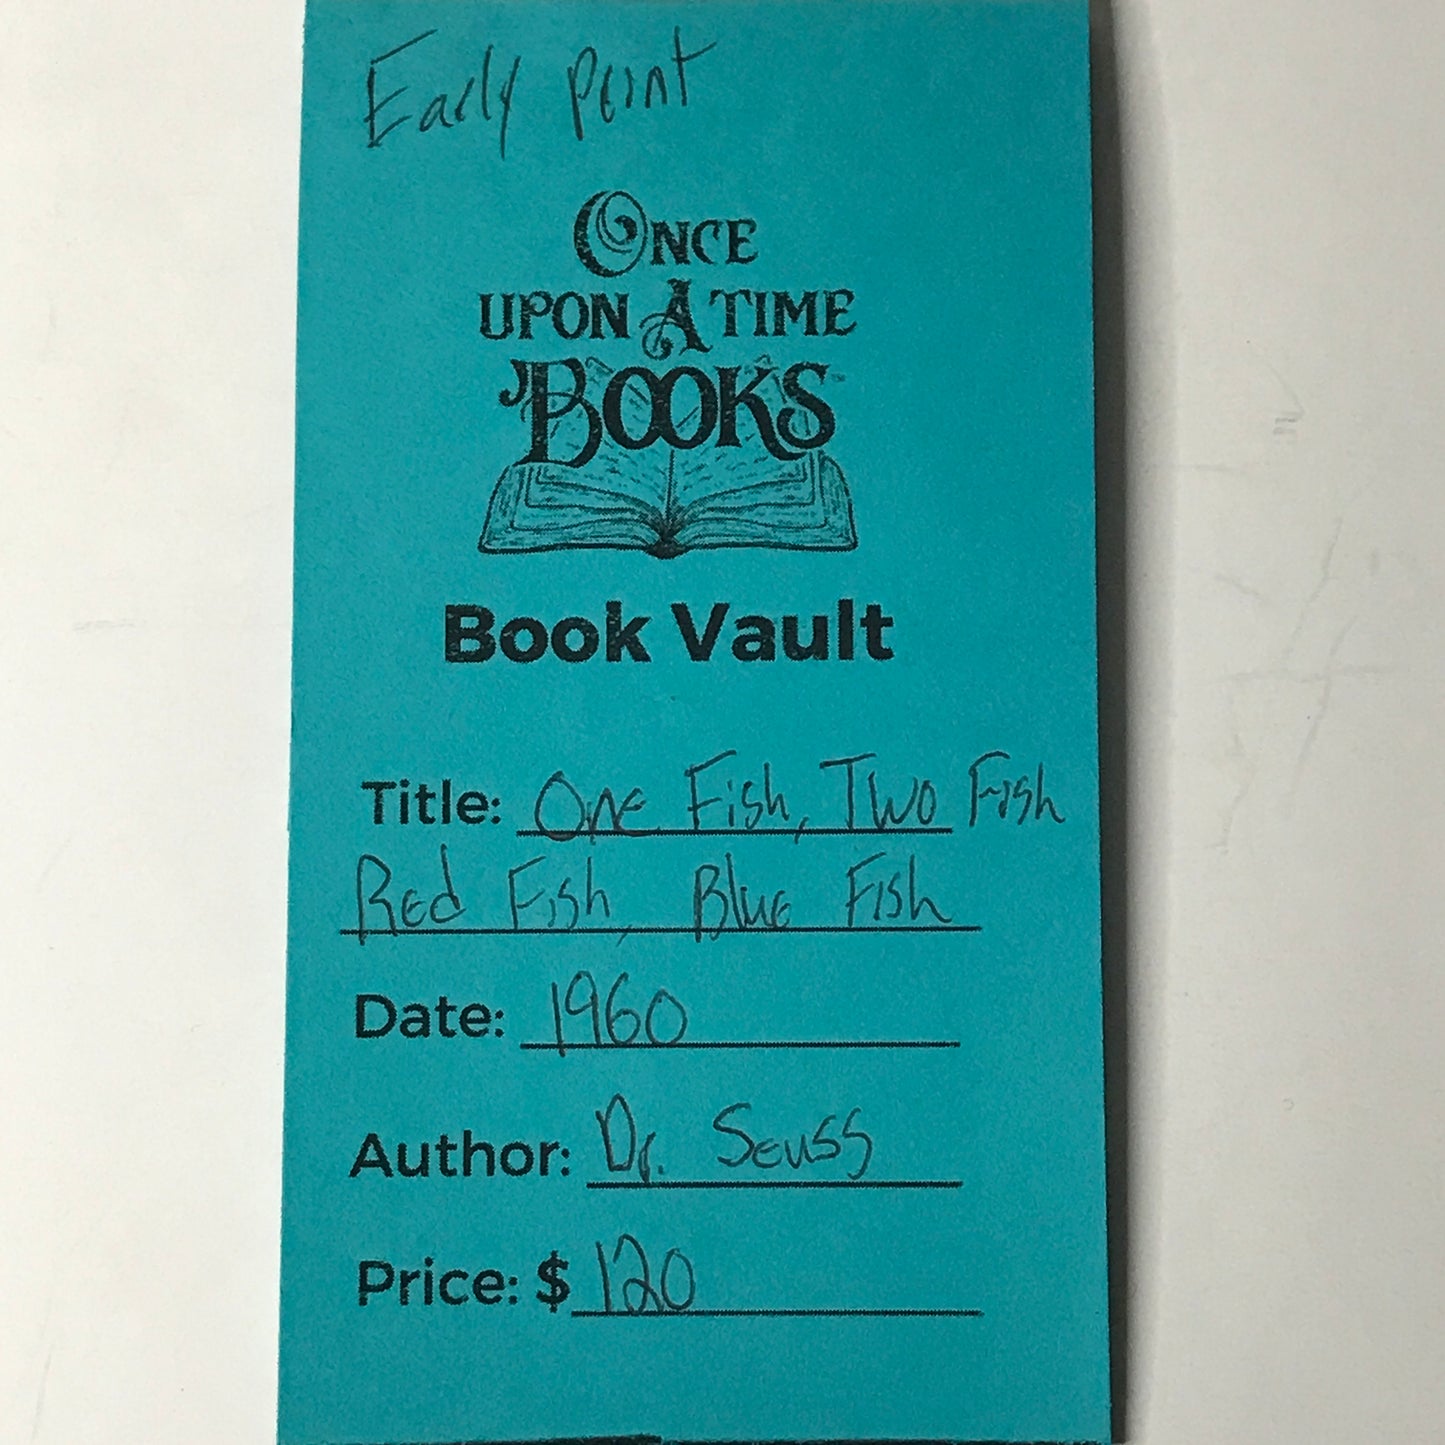 Early Print
ONCE
UPON A TIME
BOOKS
Book Vault
Title: One Fish, Two Fish
Red Fish, Blue Fish
Date: 1960
Author: Dr. Seuss
Price: $ 120